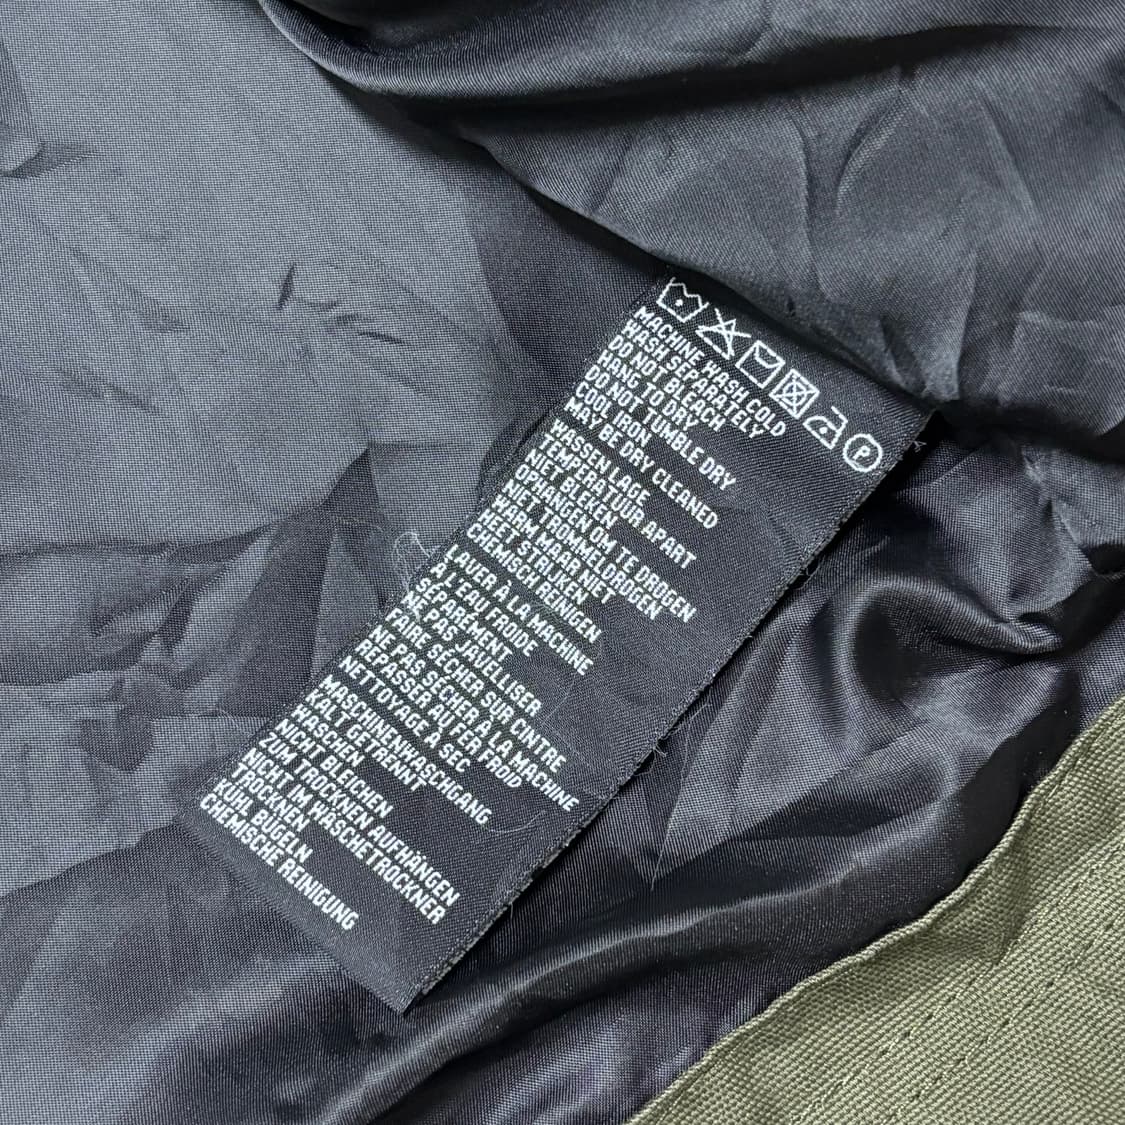 P
MACHINE WASH COLD
WASH SEPARATELY
DO NOT BLEACH
HANG TO DRY
DO NOT TUMBLE DRY
COOL IRON
MAY BE DRY CLEANED
WASSEN LAGE
TEMPERATUUR APART
NIET BLEKEN
OPHANGEN OM TE DROGEN
NIET TROMMELDROGEN
WARM MAAR NIET
HEET STRIJKEN
CHEMISCH REINIGEN
LAVER À LA MACHINE
À L'EAU FROIDE
SÉPARÉMENT
NE PAS JAVELLISER
FAIRE SÉCHER SUR CINTRE
NE PAS SÉCHER À LA MACHINE
REPASSER AU FER FROID
NETTOYAGE À SEC
MASCHINENWASCHGANG
KALT GETRENNT
WASCHEN
NICHT BLEICHEN
ZUM TROCKNEN AUFHÄNGEN
NICHT IM WÄSCHETROCKNER
TROCKNEN
KÜHL BÜGELN
CHEMISCHE REINIGUNG